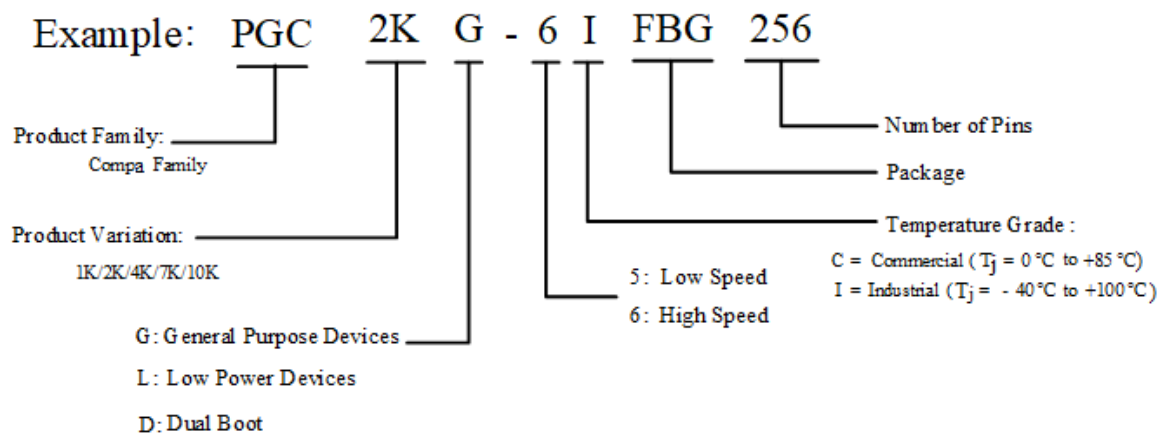 Example: PGC 2K G - 6 I FBG 256
Number of Pins
Product Family:
Compa Family
Package
Temperature Grade :
Product Variation:
C = Commercial ( Tj = 0°C to +85°C)
1K/2K/4K/7K/10K
5: Low Speed
I = Industrial (Tj = - 40°C to +100°C)
6: High Speed
G: General Purpose Devices
L: Low Power Devices
D: Dual Boot